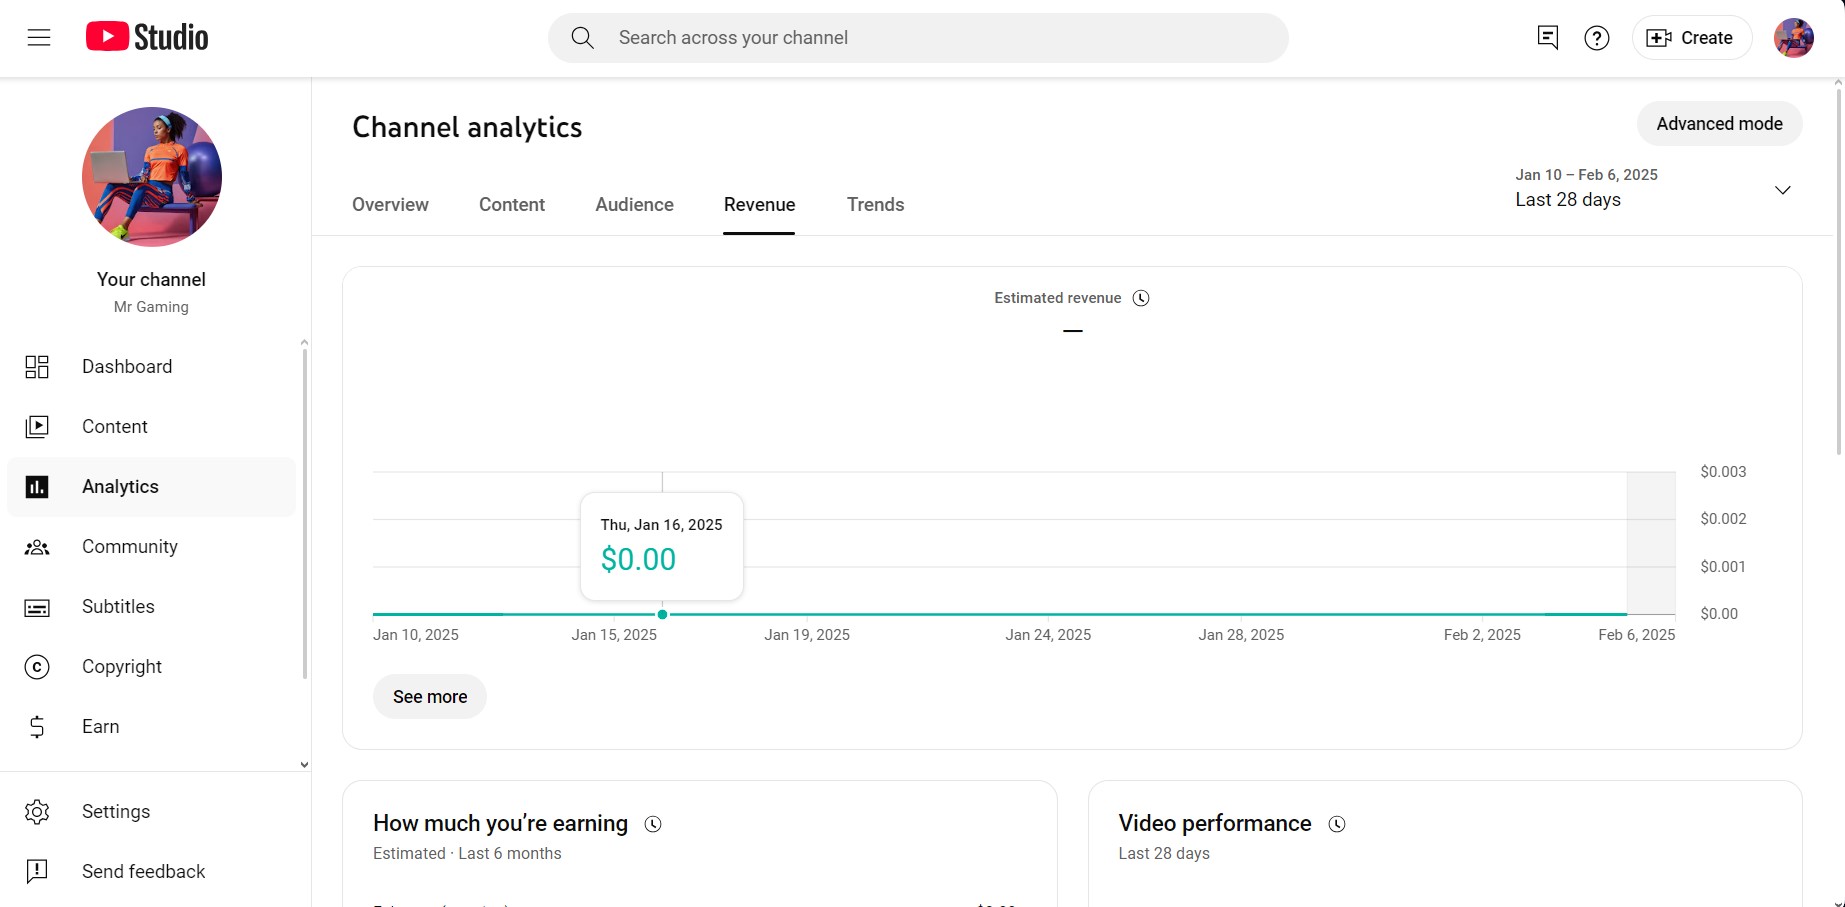 Studio
Search across your channel
Create
Your channel
Mr Gaming
Dashboard
Content
Analytics
Community
Subtitles
Copyright
Earn
Settings
Send feedback
Channel analytics
Advanced mode
Overview
Content
Audience
Revenue
Trends
Jan 10 – Feb 6, 2025
Last 28 days
Estimated revenue
—
$0.003
$0.002
$0.001
$0.00
Thu, Jan 16, 2025
$0.00
Jan 10, 2025
Jan 15, 2025
Jan 19, 2025
Jan 24, 2025
Jan 28, 2025
Feb 2, 2025
Feb 6, 2025
See more
How much you’re earning
Estimated · Last 6 months
Video performance
Last 28 days